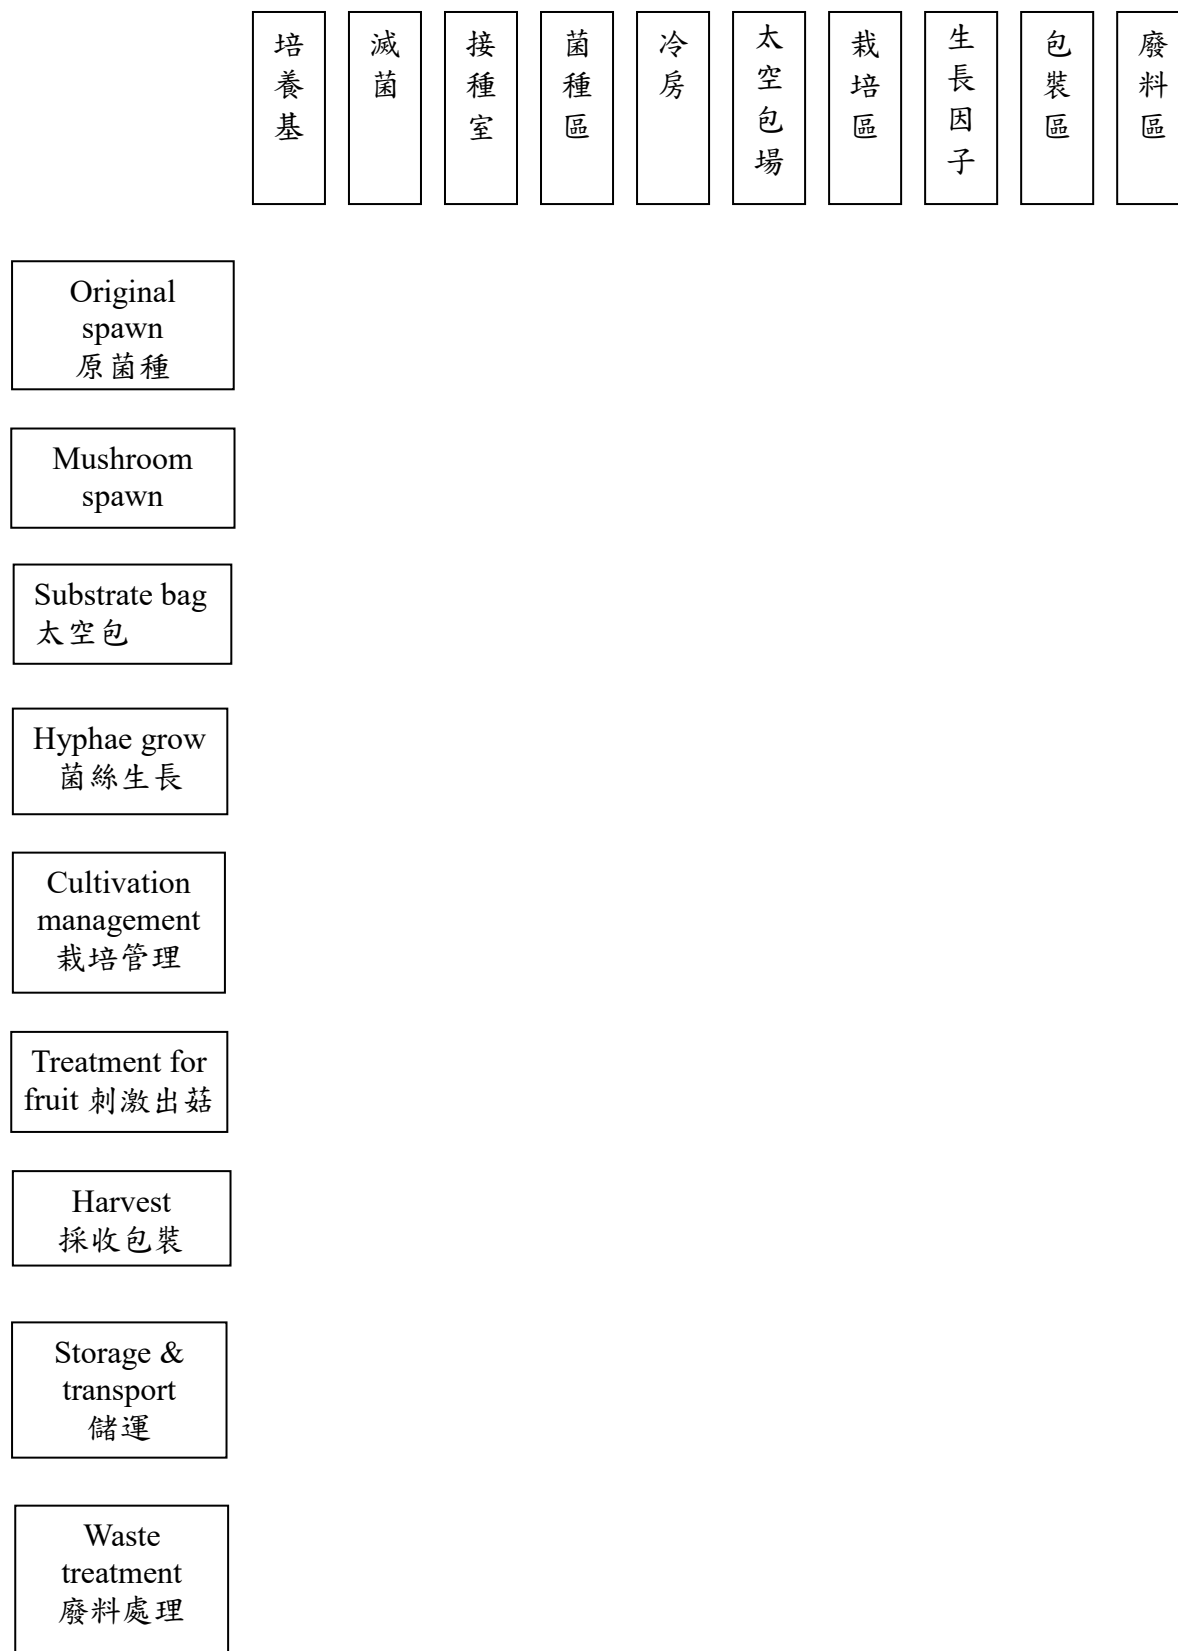 培養基
滅菌
接種室
菌種區
冷房
太空包場
栽培區
生長因子
包裝區
廢料區
Original
spawn
原菌種
Mushroom
spawn
Substrate bag
太空包
Hyphae grow
菌絲生長
Cultivation
management
栽培管理
Treatment for
fruit 刺激出菇
Harvest
採收包裝
Storage &
transport
儲運
Waste
treatment
廢料處理